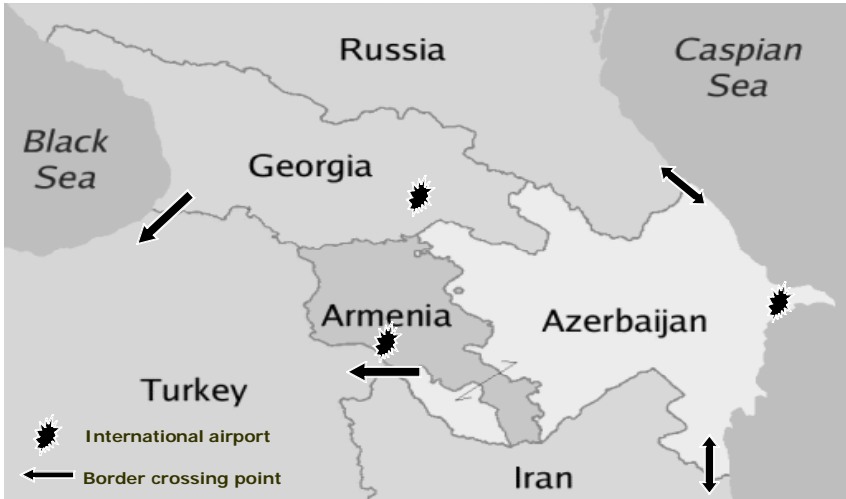 Russia
Caspian
Sea
Black
Sea
Georgia
Armenia
Azerbaijan
Turkey
International airport
Border crossing point
Iran